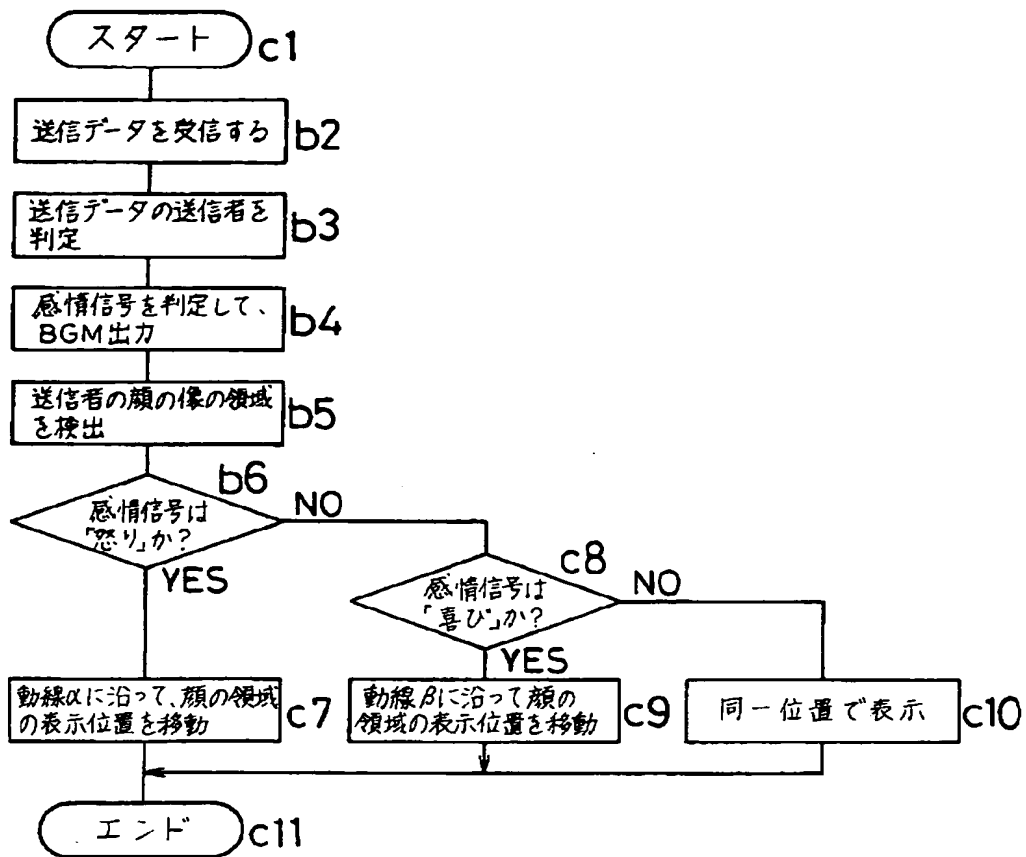 スタート
c1
送信データを受信する
b2
送信データの送信者を
判定
b3
感情信号を判定して、
BGM出力
b4
送信者の顔の像の領域
を検出
b5
b6
感情信号は
「怒り」か?
NO
YES
c8
感情信号は
「喜び」か?
NO
YES
動線αに沿って、顔の領域
の表示位置を移動
c7
動線βに沿って顔の
領域の表示位置を移動
c9
同一位置で表示
c10
エンド
c11